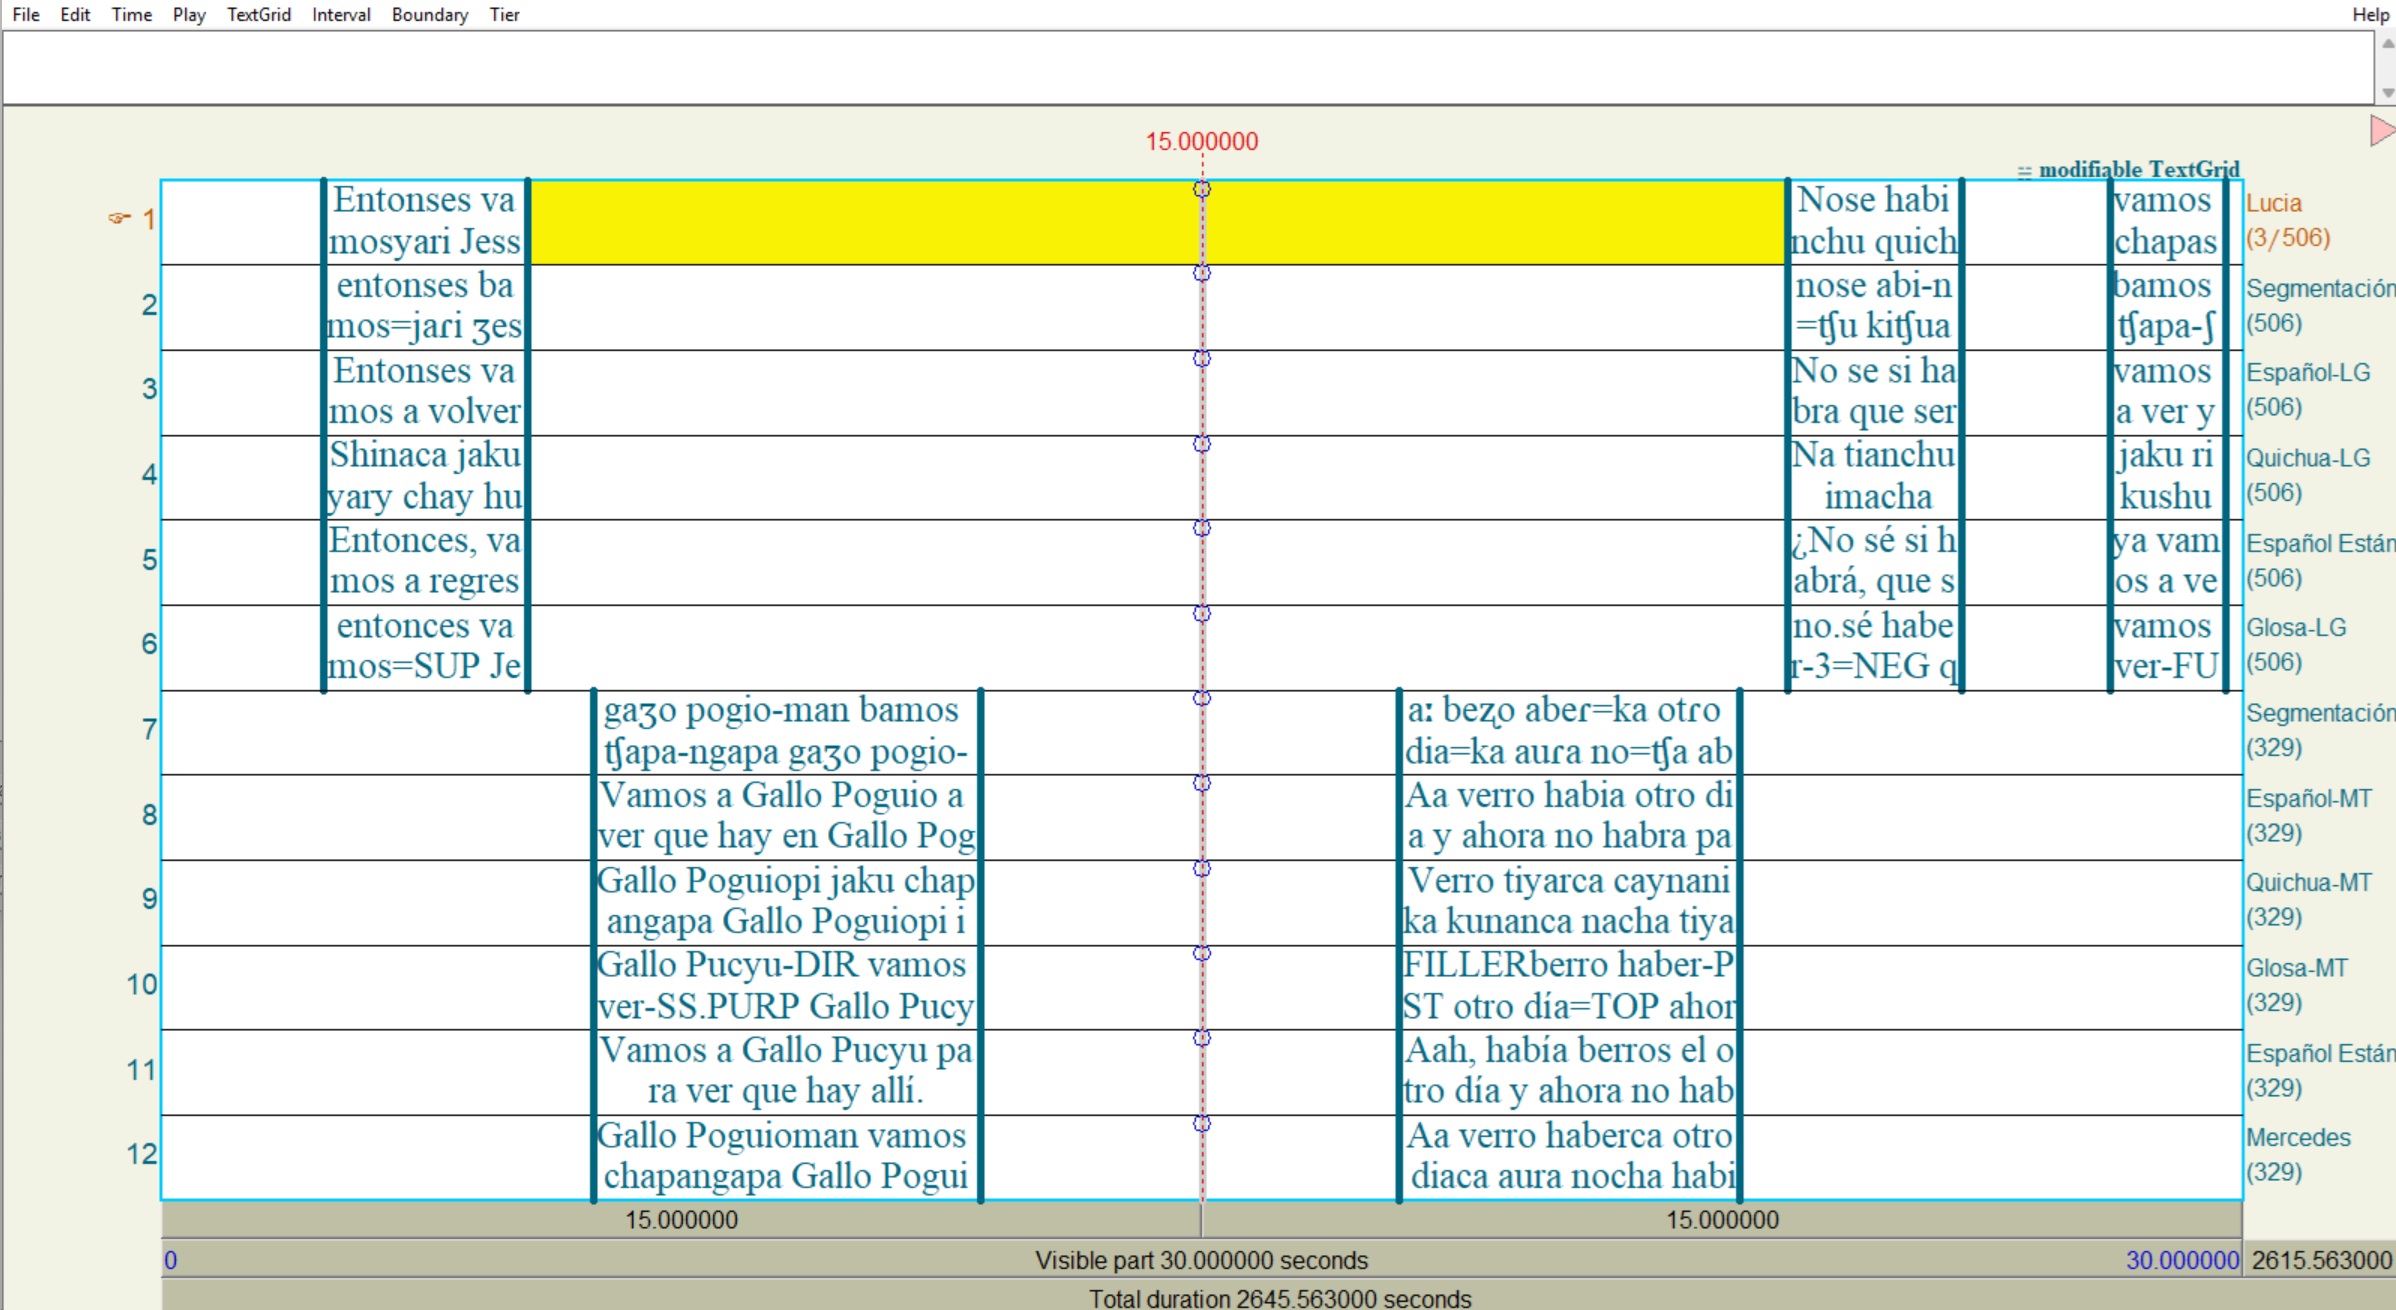 File Edit Time Play TextGrid Interval Boundary Tier Help
15.000000
modifiable TextGrid
1
Entonses va
mosyari Jess
Nose habi
nchu quich
vamos
chapas
Lucia
(3/506)
2
entonses ba
mos=jaɾi ʒes
nose abi-n
=ʧu kiʧua
bamos
ʧapa-ʃ
Segmentación
(506)
3
Entonses va
mos a volver
No se si ha
bra que ser
vamos
a ver y
Español-LG
(506)
4
Shinaca jaku
yary chay hu
Na tianchu
imacha
jaku ri
kushu
Quichua-LG
(506)
5
Entonces, va
mos a regres
¿No sé si h
abrá, que s
ya vam
os a ve
Español Están
(506)
6
entonces va
mos=SUP Je
no.sé habe
r-3=NEG q
vamos
ver-FU
Glosa-LG
(506)
7
gaʒo pogio-man bamos
ʧapa-ngapa gaʒo pogio-
aː beʐo abeɾ=ka otɾo
dia=ka auɾa no=ʧa ab
Segmentación
(329)
8
Vamos a Gallo Poguio a
ver que hay en Gallo Pog
Aa verro habia otro di
a y ahora no habra pa
Español-MT
(329)
9
Gallo Poguiopi jaku chap
angapa Gallo Poguiopi i
Verro tiyarca caynani
ka kunanca nacha tiya
Quichua-MT
(329)
10
Gallo Pucyu-DIR vamos
ver-SS.PURP Gallo Pucy
FILLERberro haber-P
ST otro día=TOP ahor
Glosa-MT
(329)
11
Vamos a Gallo Pucyu pa
ra ver que hay allí.
Aah, había berros el o
tro día y ahora no hab
Español Están
(329)
12
Gallo Poguioman vamos
chapangapa Gallo Pogui
Aa verro haberca otro
diaca aura nocha habi
Mercedes
(329)
15.000000 15.000000
0 Visible part 30.000000 seconds 30.000000 2615.563000
Total duration 2645.563000 seconds